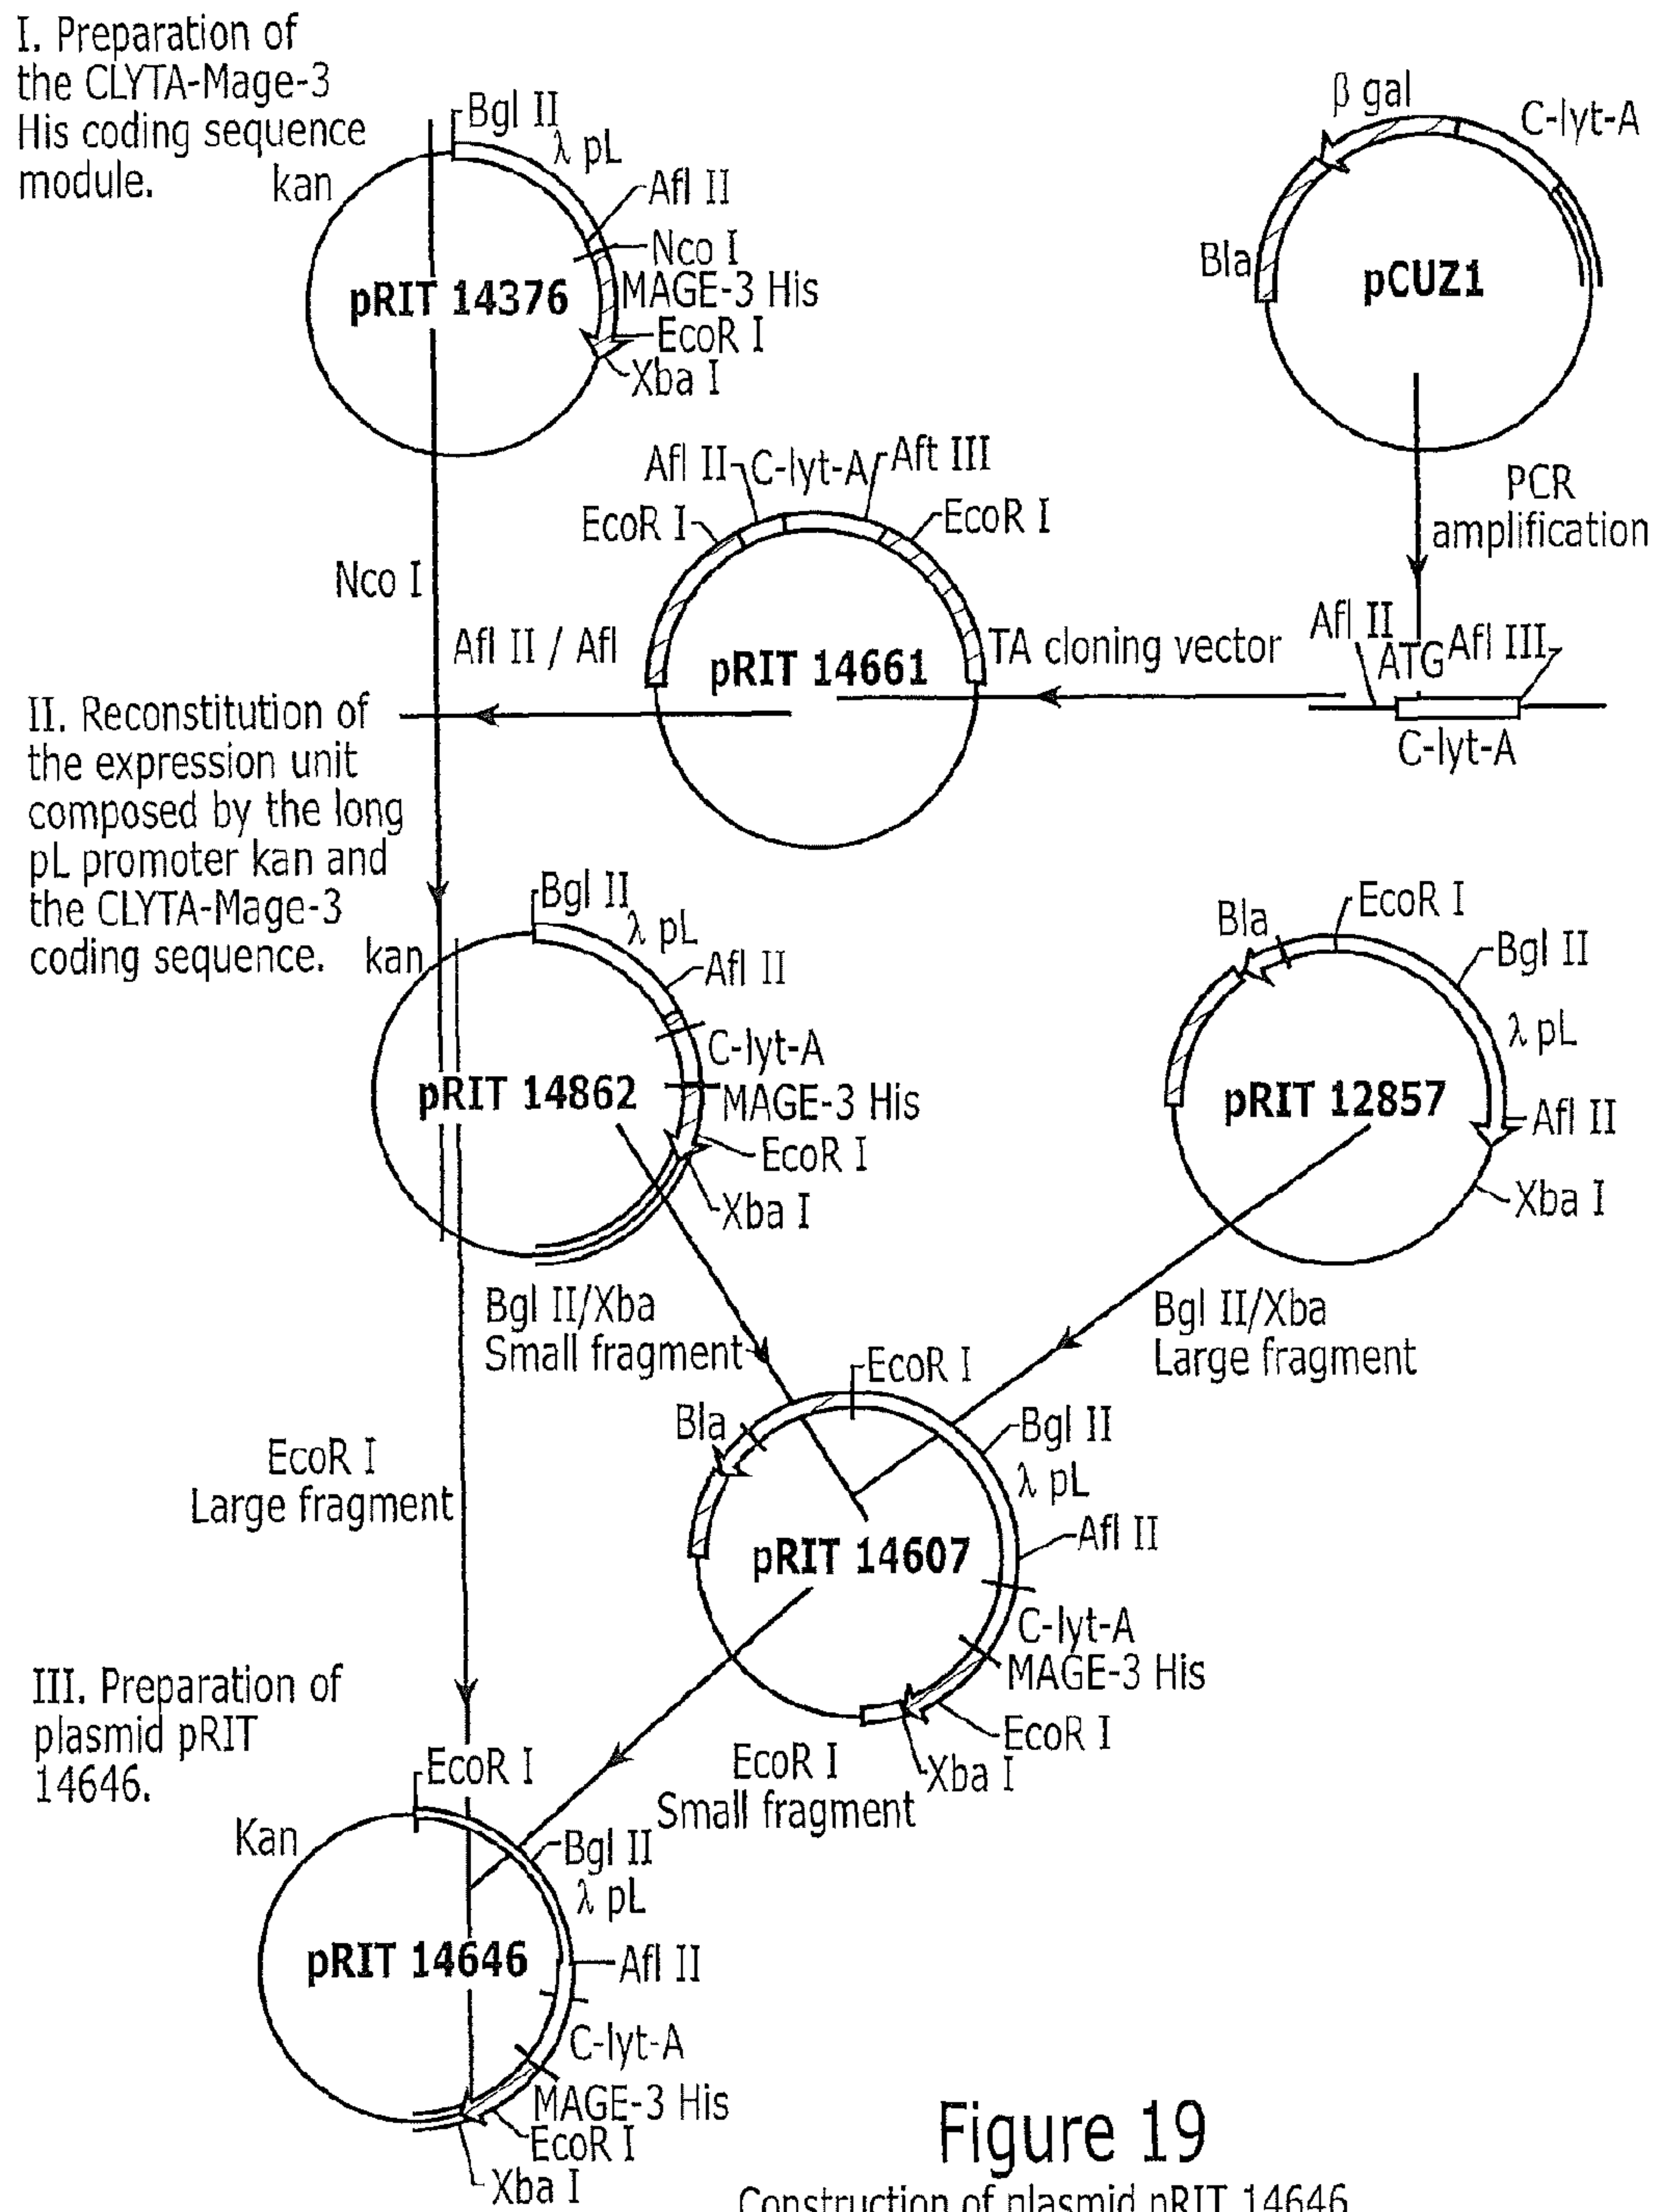 I. Preparation of
the CLYTA-Mage-3
His coding sequence
module.
kan
Bgl II
λ pL
Afl II
Nco I
MAGE-3 His
EcoR I
Xba I
pRIT 14376
β gal
C-lyt-A
Bla
pCUZ1
PCR
amplification
Afl II
ATG
Afl III
C-lyt-A
TA cloning vector
Afl II
C-lyt-A
Aft III
EcoR I
EcoR I
pRIT 14661
Nco I
Afl II / Afl
II. Reconstitution of
the expression unit
composed by the long
pL promoter kan and
the CLYTA-Mage-3
coding sequence.
kan
Bgl II
λ pL
Afl II
C-lyt-A
MAGE-3 His
EcoR I
Xba I
pRIT 14862
Bla
EcoR I
Bgl II
λ pL
Afl II
Xba I
pRIT 12857
Bgl II/Xba
Small fragment
Bgl II/Xba
Large fragment
EcoR I
Large fragment
Bla
EcoR I
Bgl II
λ pL
Afl II
C-lyt-A
MAGE-3 His
EcoR I
Xba I
pRIT 14607
EcoR I
Small fragment
III. Preparation of
plasmid pRIT
14646.
Kan
EcoR I
Bgl II
λ pL
Afl II
C-lyt-A
MAGE-3 His
EcoR I
Xba I
pRIT 14646
Figure 19
Construction of plasmid pRIT 14646